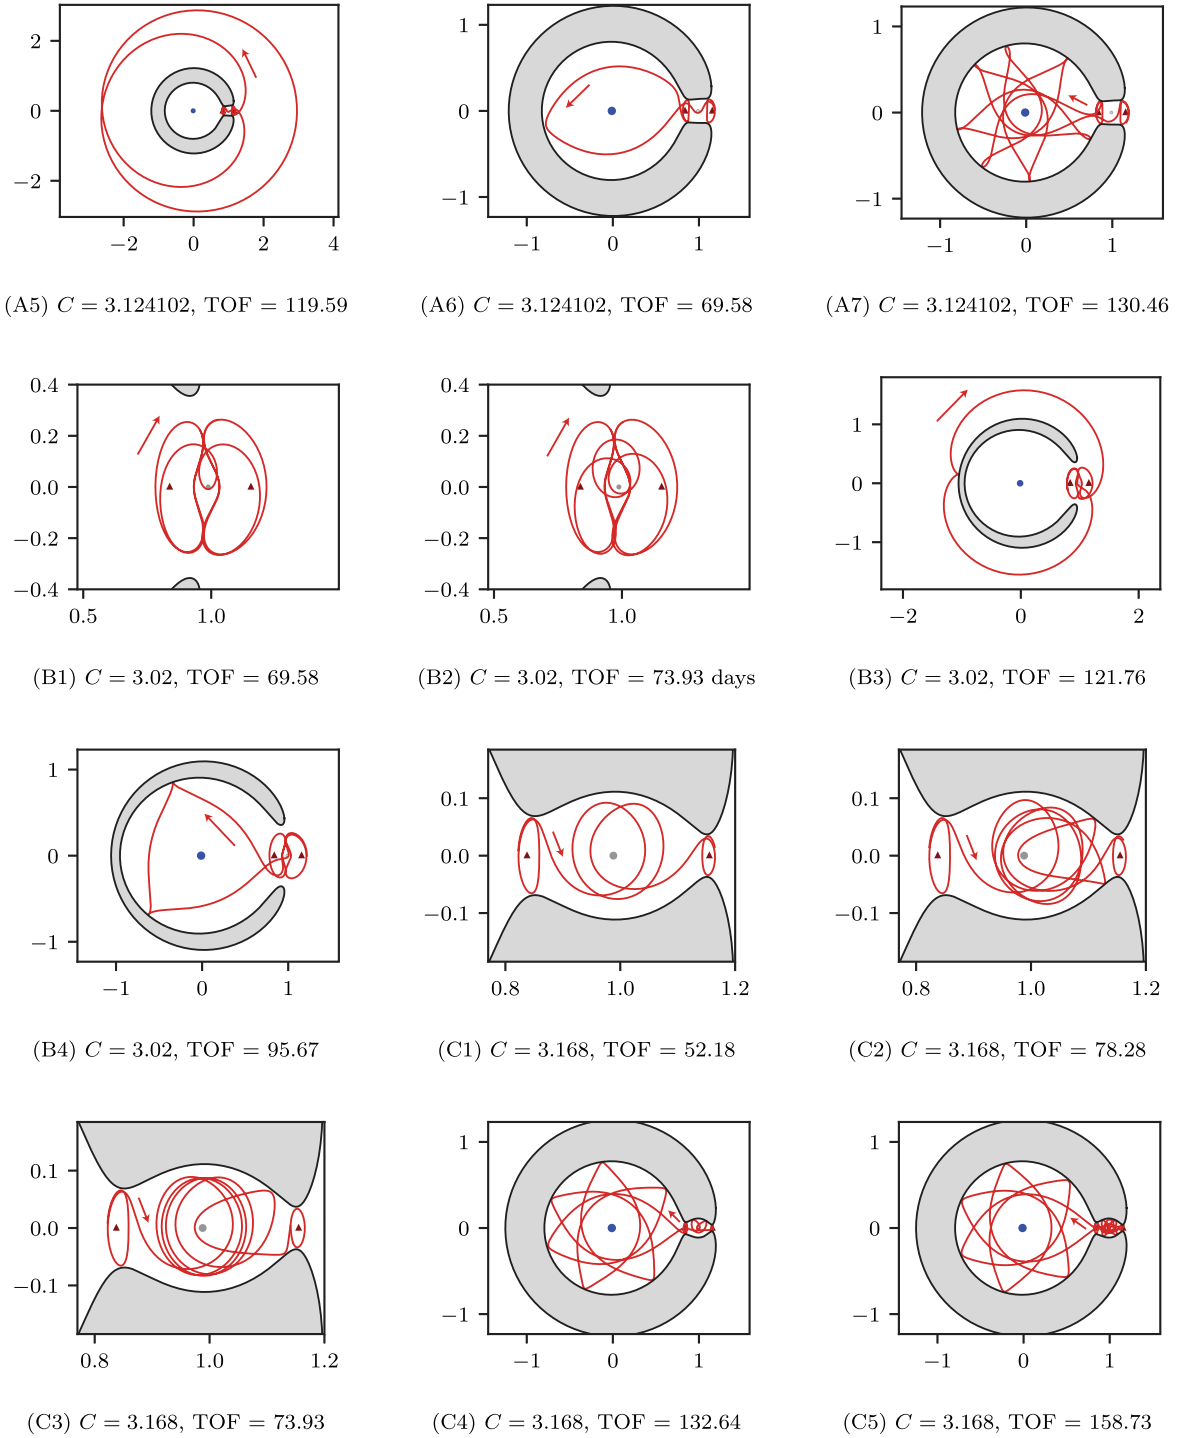 2
0
−2
−2 0 2 4
1
0
−1
−1 0 1
1
0
−1
−1 0 1
(A5) C = 3.124102, TOF = 119.59
(A6) C = 3.124102, TOF = 69.58
(A7) C = 3.124102, TOF = 130.46
0.4
0.2
0.0
−0.2
−0.4
0.5 1.0
0.4
0.2
0.0
−0.2
−0.4
0.5 1.0
1
0
−1
−2 0 2
(B1) C = 3.02, TOF = 69.58
(B2) C = 3.02, TOF = 73.93 days
(B3) C = 3.02, TOF = 121.76
1
0
−1
−1 0 1
0.1
0.0
−0.1
0.8 1.0 1.2
0.1
0.0
−0.1
0.8 1.0 1.2
(B4) C = 3.02, TOF = 95.67
(C1) C = 3.168, TOF = 52.18
(C2) C = 3.168, TOF = 78.28
0.1
0.0
−0.1
0.8 1.0 1.2
1
0
−1
−1 0 1
1
0
−1
−1 0 1
(C3) C = 3.168, TOF = 73.93
(C4) C = 3.168, TOF = 132.64
(C5) C = 3.168, TOF = 158.73